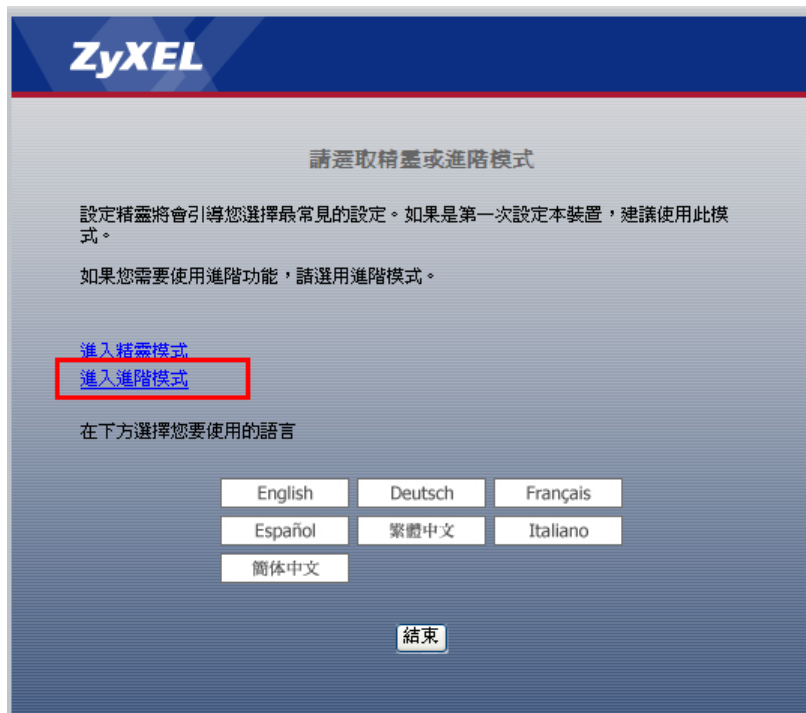 ZyXEL
請選取精靈或進階模式
設定精靈將會引導您選擇最常見的設定。如果是第一次設定本裝置，建議使用此模
式。
如果您需要使用進階功能，請選用進階模式。
進入精靈模式
進入進階模式
在下方選擇您要使用的語言
English Deutsch Français
Español 繁體中文 Italiano
簡体中文
結束